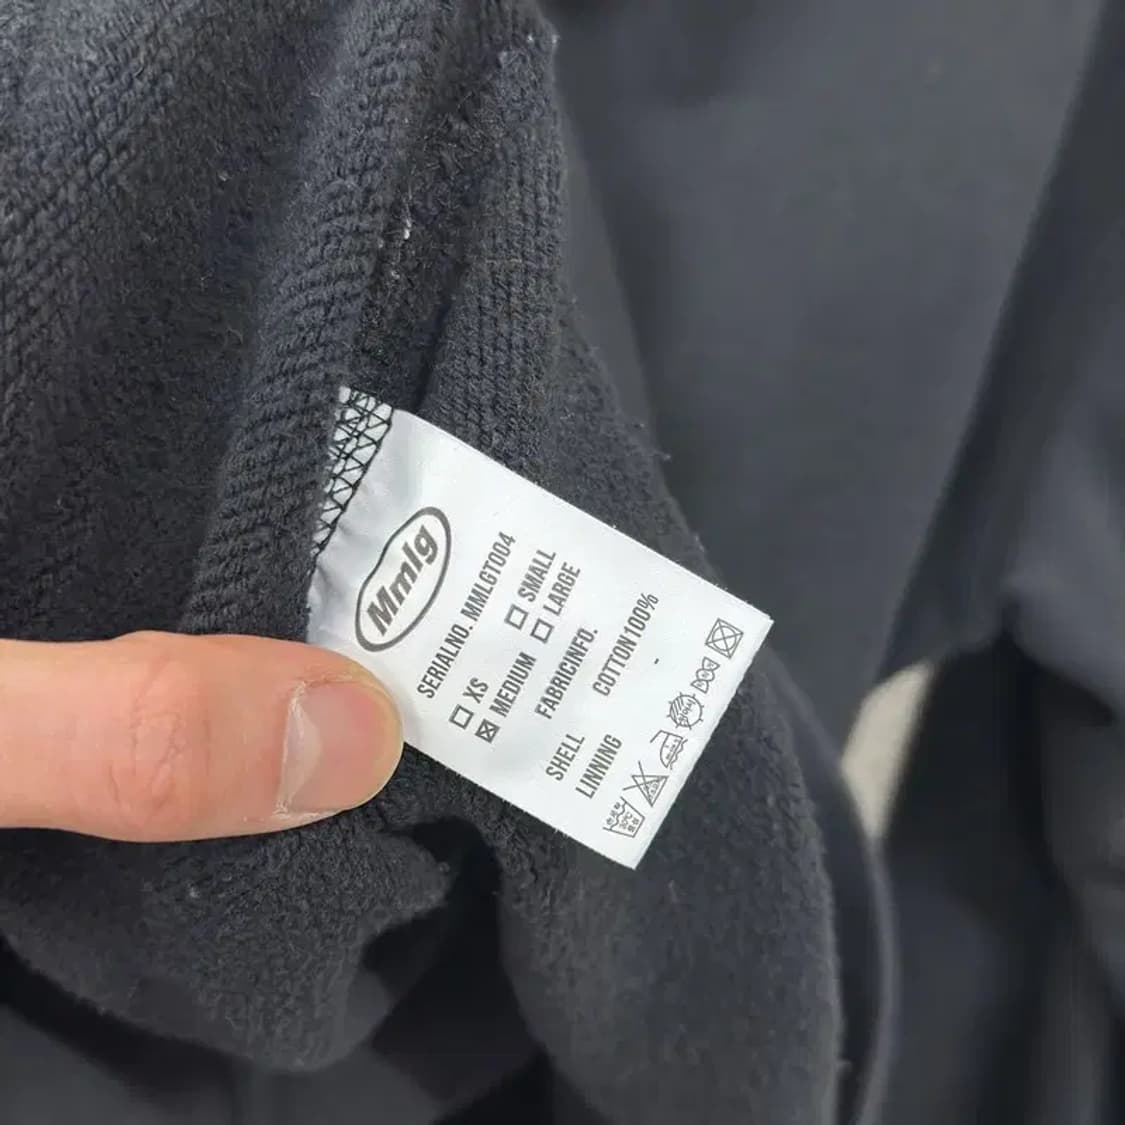 Mmlg
SERIALNO. MMLGT004
☐ XS ☐ SMALL
☒ MEDIUM ☐ LARGE
FABRICINFO.
SHELL COTTON100%
LINNING